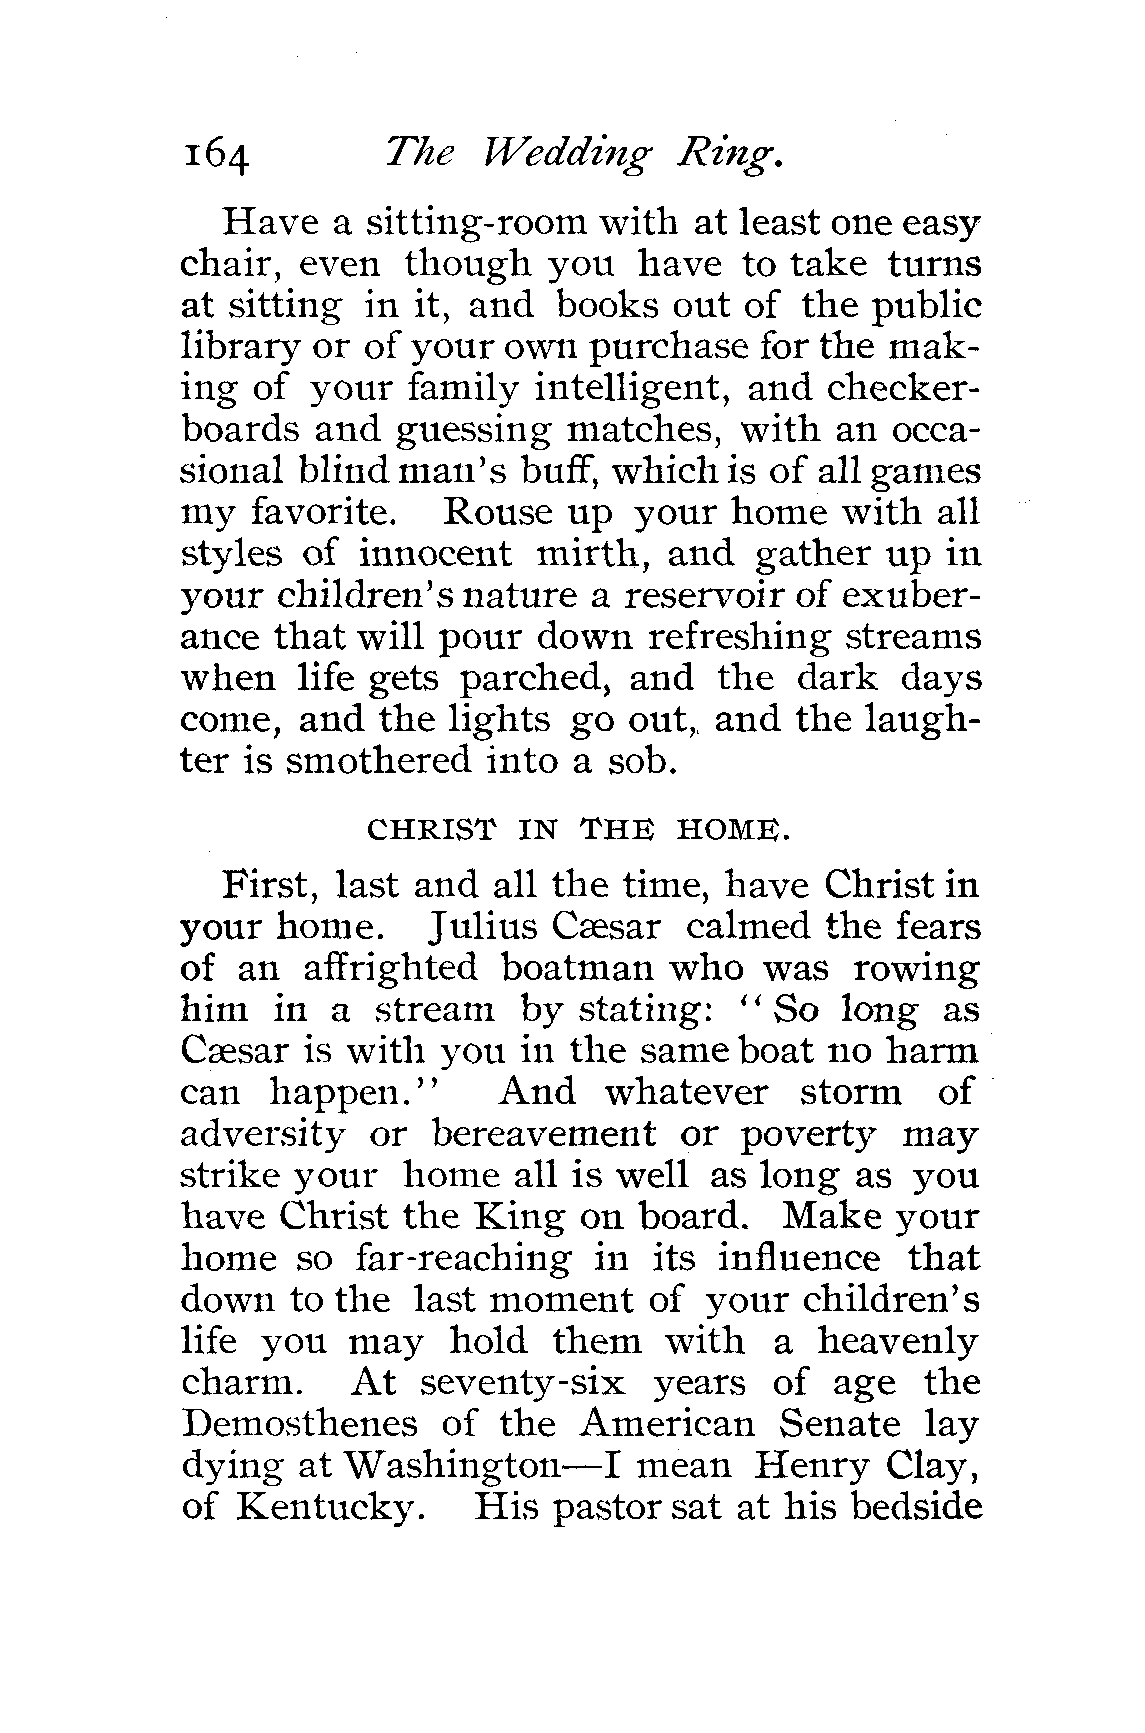 164 The Wedding Ring.
Have a sitting-room with at least one easy
chair, even though you have to take turns
at sitting in it, and books out of the public
library or of your own purchase for the mak-
ing of your family intelligent, and checker-
boards and guessing matches, with an occa-
sional blind man's buff, which is of all games
my favorite. Rouse up your home with all
styles of innocent mirth, and gather up in
your children's nature a reservoir of exuber-
ance that will pour down refreshing streams
when life gets parched, and the dark days
come, and the lights go out, and the laugh-
ter is smothered into a sob.
CHRIST IN THE HOME.
First, last and all the time, have Christ in
your home. Julius Cæsar calmed the fears
of an affrighted boatman who was rowing
him in a stream by stating: "So long as
Cæsar is with you in the same boat no harm
can happen." And whatever storm of
adversity or bereavement or poverty may
strike your home all is well as long as you
have Christ the King on board. Make your
home so far-reaching in its influence that
down to the last moment of your children's
life you may hold them with a heavenly
charm. At seventy-six years of age the
Demosthenes of the American Senate lay
dying at Washington—I mean Henry Clay,
of Kentucky. His pastor sat at his bedside